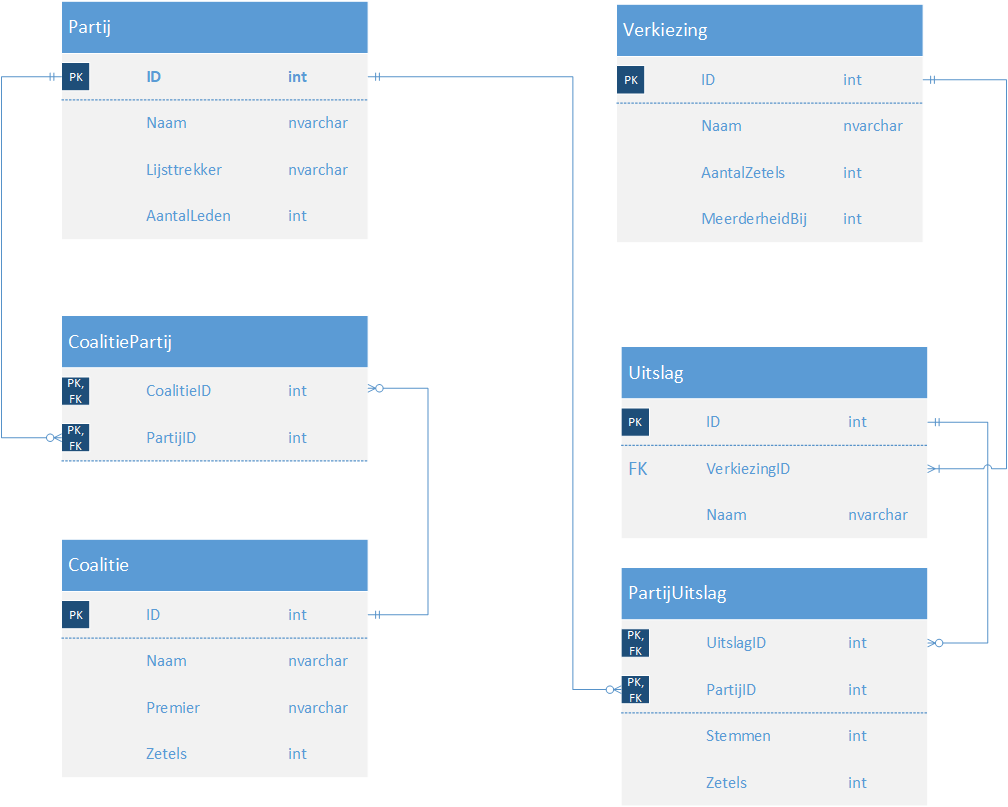 Partij
PK ID int
Naam nvarchar
Lijsttrekker nvarchar
AantalLeden int
Verkiezing
PK ID int
Naam nvarchar
AantalZetels int
MeerderheidBij int
CoalitiePartij
PK, FK CoalitieID int
PK, FK PartijID int
Uitslag
PK ID int
FK VerkiezingID
Naam nvarchar
Coalitie
PK ID int
Naam nvarchar
Premier nvarchar
Zetels int
PartijUitslag
PK, FK UitslagID int
PK, FK PartijID int
Stemmen int
Zetels int